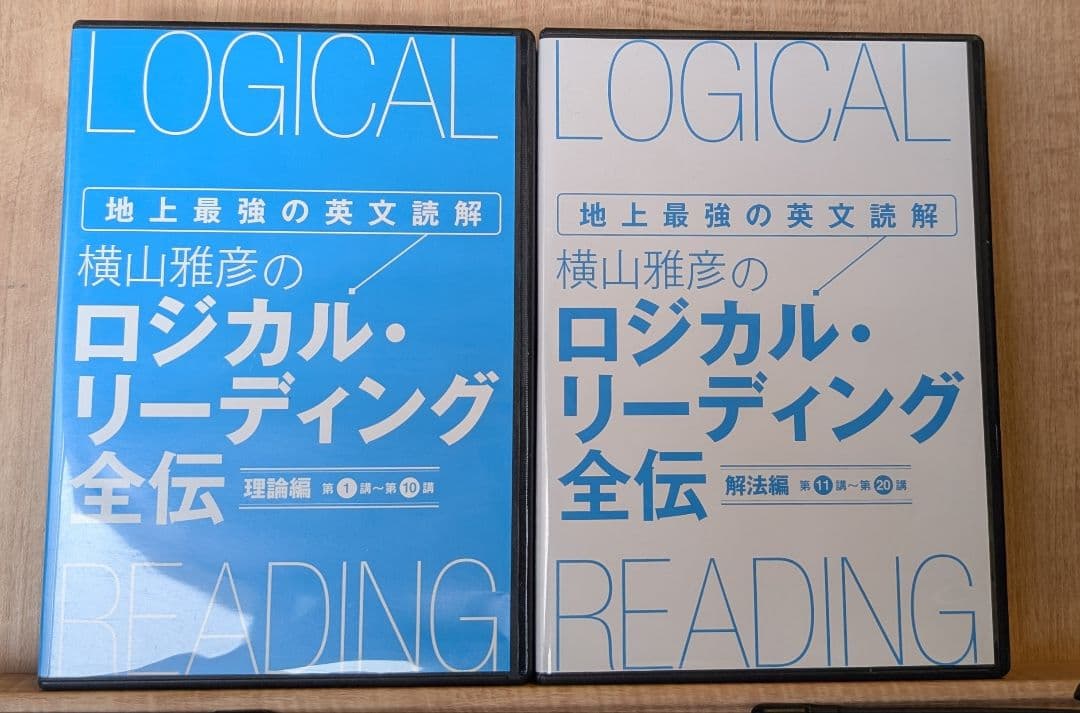 LOGICAL
地上最強の英文読解
横山雅彦の
ロジカル・
リーディング
全伝 理論編 第1講〜第10講
READING
LOGICAL
地上最強の英文読解
横山雅彦の
ロジカル・
リーディング
全伝 解法編 第11講〜第20講
READING